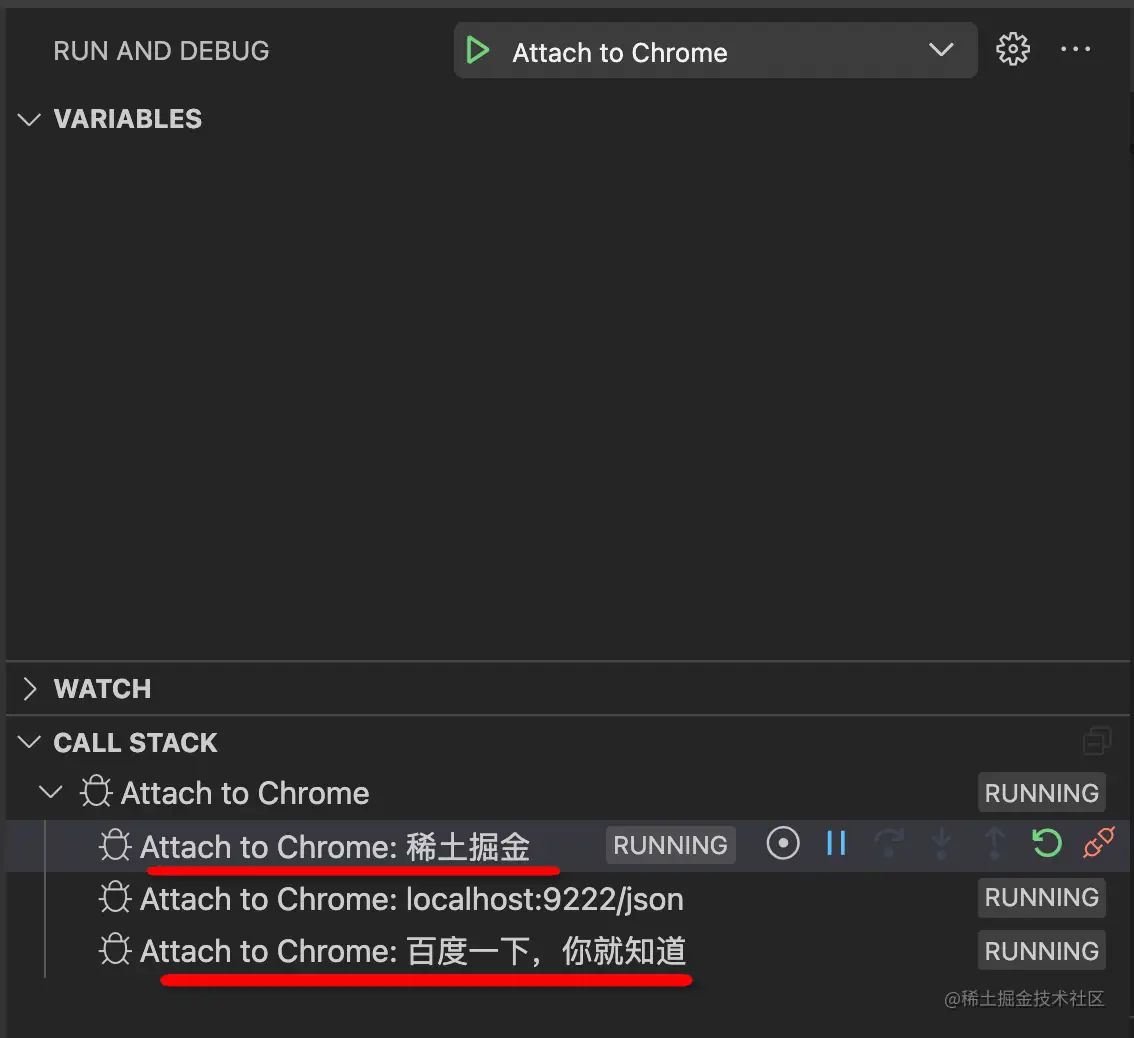 RUN AND DEBUG Attach to Chrome
VARIABLES
WATCH
CALL STACK
Attach to Chrome RUNNING
Attach to Chrome: 稀土掘金 RUNNING
Attach to Chrome: localhost:9222/json RUNNING
Attach to Chrome: 百度一下，你就知道 RUNNING
@稀土掘金技术社区